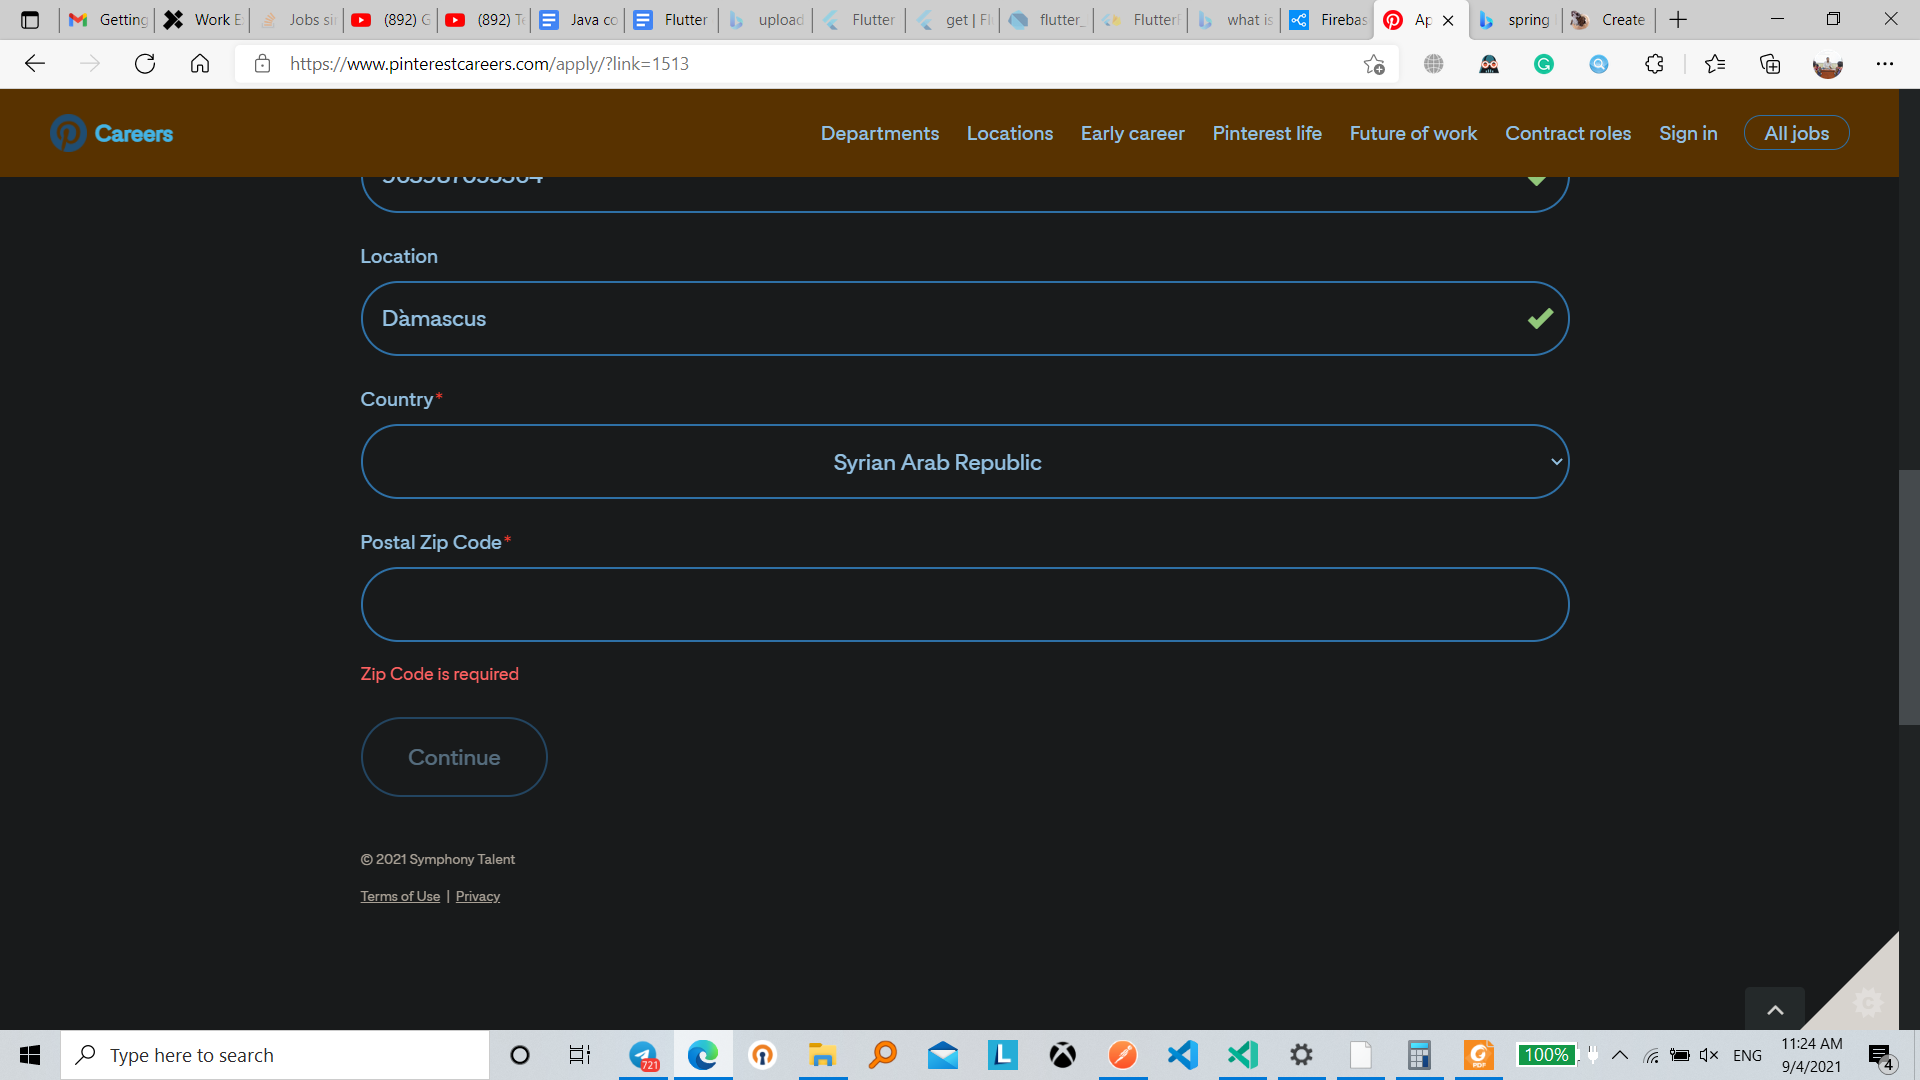 Getting
Work E
Jobs si
(892) G
(892) Te
Java co
Flutter
upload
Flutter
get | Fl
flutter_
Flutter
what is
Firebas
Ap
spring
Create
https://www.pinterestcareers.com/apply/?link=1513
Careers
Departments
Locations
Early career
Pinterest life
Future of work
Contract roles
Sign in
All jobs
Location
Dàmascus
Country*
Syrian Arab Republic
Postal Zip Code*
Zip Code is required
Continue
© 2021 Symphony Talent
Terms of Use | Privacy
Type here to search
721
L
PDF
100%
ENG
11:24 AM
9/4/2021
4